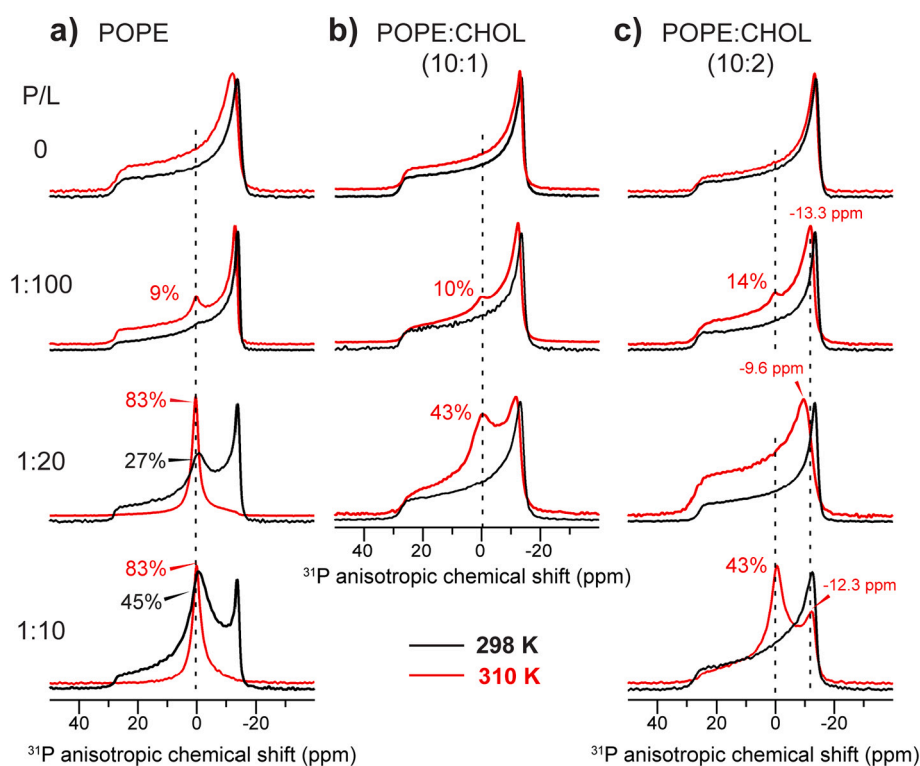 a) POPE
b) POPE:CHOL
(10:1)
c) POPE:CHOL
(10:2)
P/L
0
-13.3 ppm
1:100
9%
10%
14%
1:20
83%
27%
43%
-9.6 ppm
40 20 0 -20
³¹P anisotropic chemical shift (ppm)
1:10
83%
45%
43%
-12.3 ppm
298 K
310 K
40 20 0 -20
³¹P anisotropic chemical shift (ppm)
40 20 0 -20
³¹P anisotropic chemical shift (ppm)